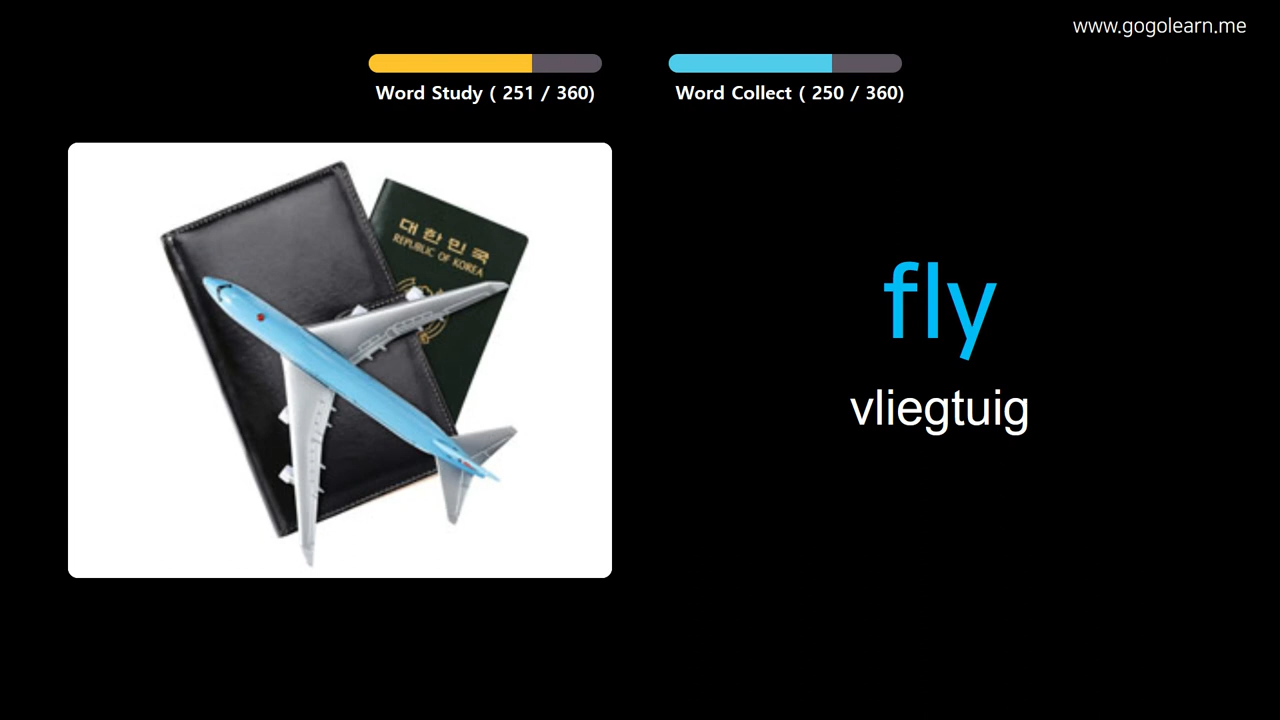 www.gogolearn.me
Word Study ( 251 / 360)
Word Collect ( 250 / 360)
대한민국
REPUBLIC OF KOREA
fly
vliegtuig